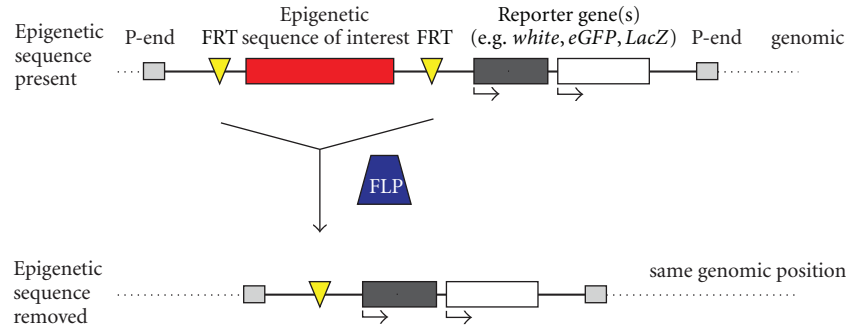 Epigenetic
sequence
present
P-end
FRT
Epigenetic
sequence of interest
FRT
Reporter gene(s)
(e.g. white, eGFP, LacZ)
P-end
genomic
FLP
Epigenetic
sequence
removed
same genomic position